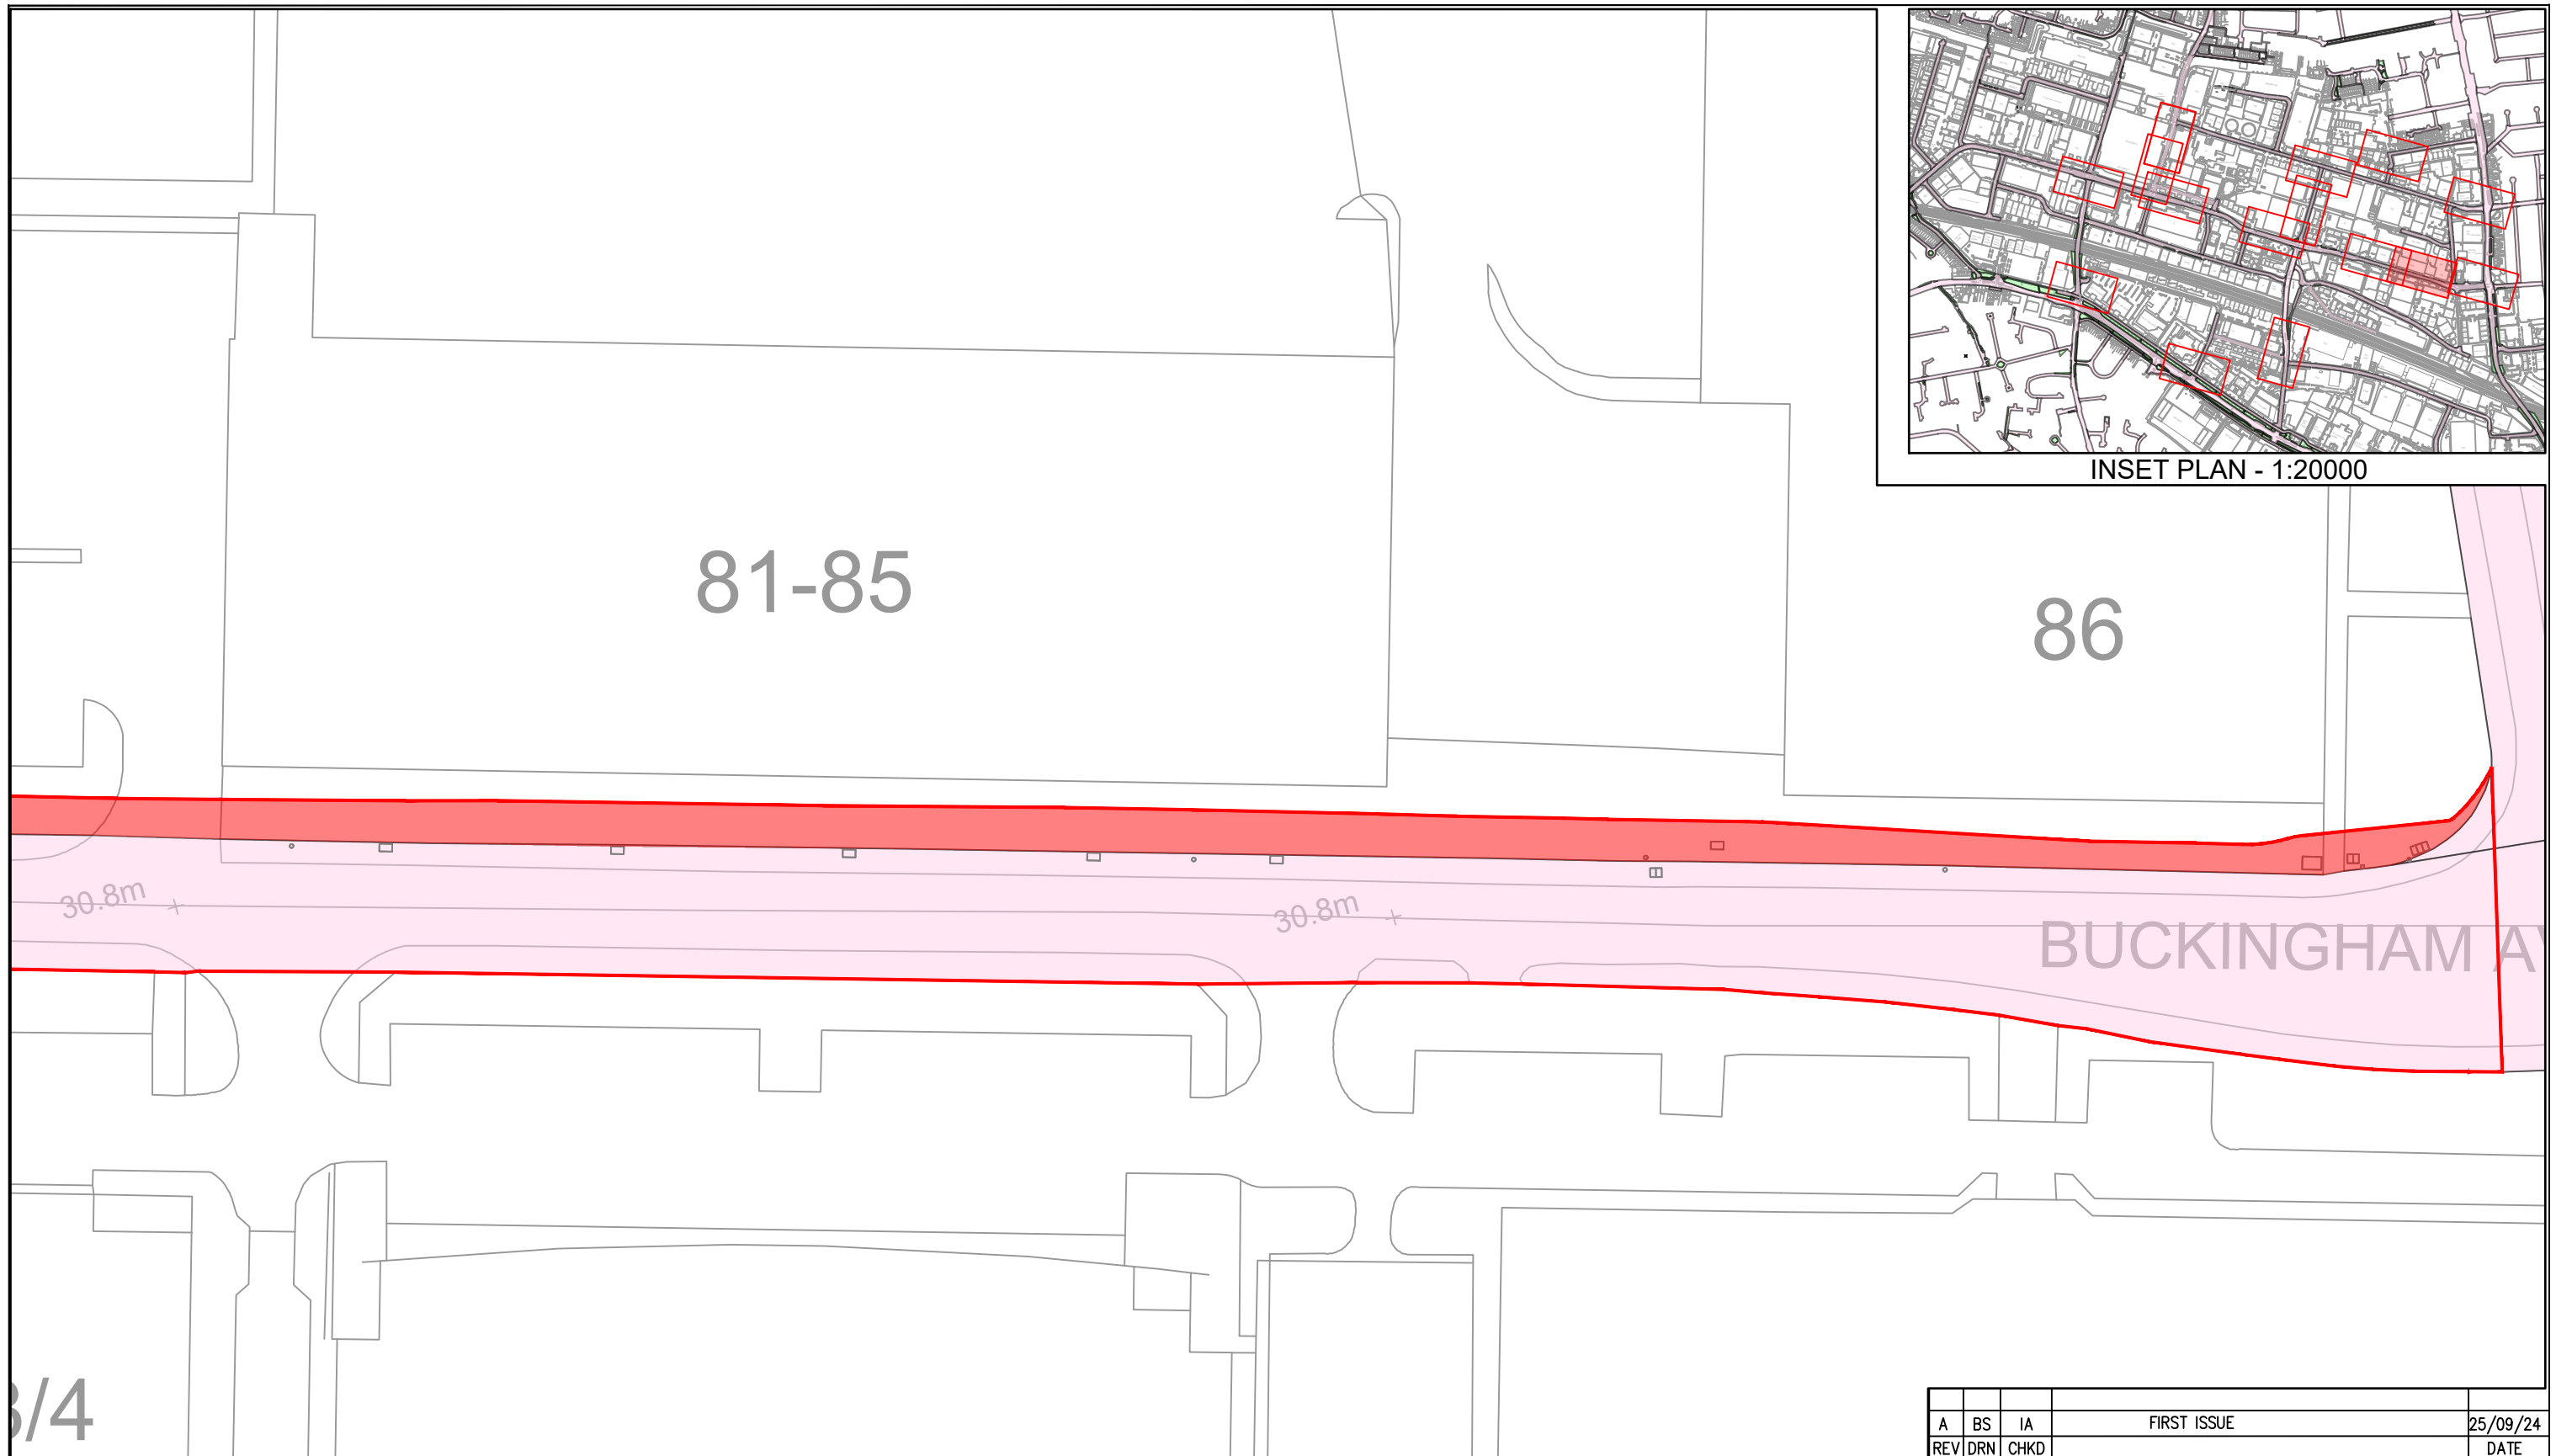 INSET PLAN - 1:20000
81-85
86
30.8m
30.8m
BUCKINGHAM
/4
A BS IA FIRST ISSUE 25/09/24
REV DRN CHKD DATE